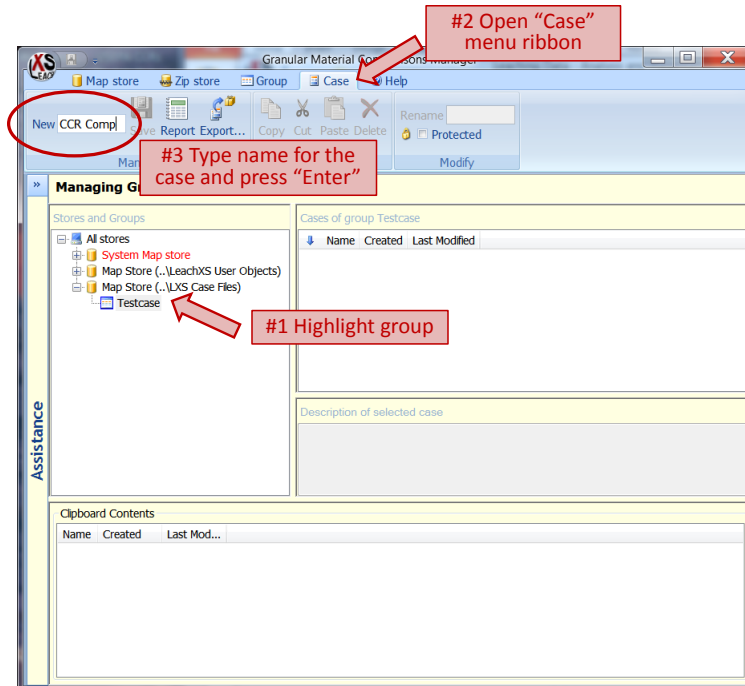 #2 Open “Case”
menu ribbon
XS
LEACH
Granular Material Comparisons Manager
Map store Zip store Group Case Help
New CCR Comp Save Report Export... Copy Cut Paste Delete
Rename
Protected
Modify
#3 Type name for the
case and press “Enter”
» Managing
Stores and Groups
All stores
System Map store
Map Store (..\LeachXS User Objects)
Map Store (..\LXS Case Files)
Testcase
#1 Highlight group
Cases of group Testcase
Name Created Last Modified
Description of selected case
Assistance
Clipboard Contents
Name Created Last Mod...